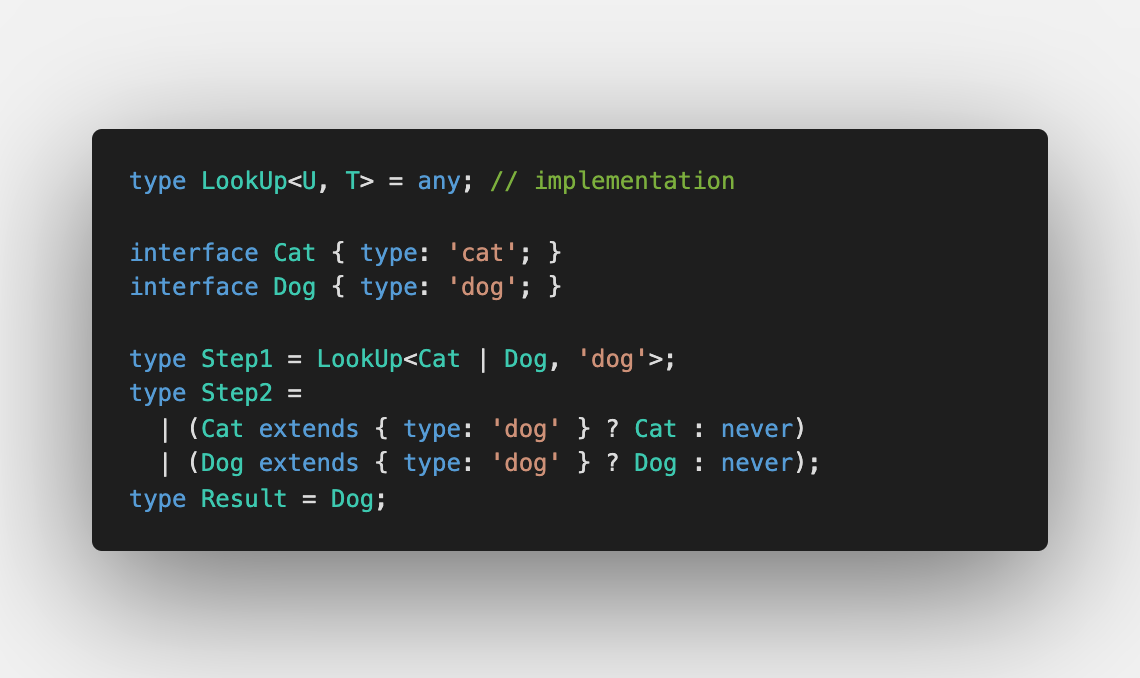 type LookUp<U, T> = any; // implementation
interface Cat { type: 'cat'; }
interface Dog { type: 'dog'; }
type Step1 = LookUp<Cat | Dog, 'dog'>;
type Step2 =
  | (Cat extends { type: 'dog' } ? Cat : never)
  | (Dog extends { type: 'dog' } ? Dog : never);
type Result = Dog;